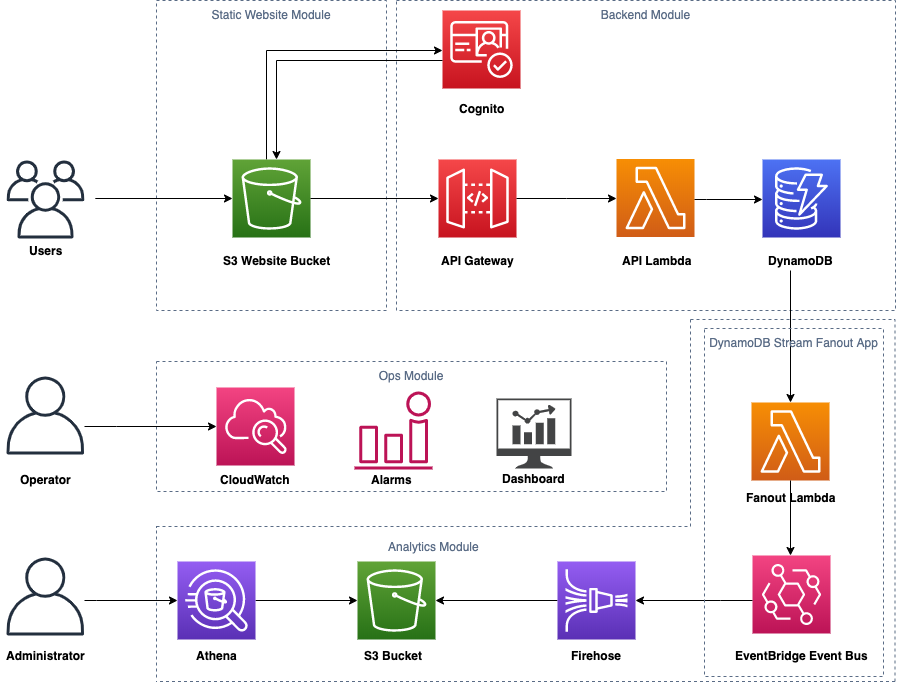 Static Website Module
Backend Module
Cognito
Users
S3 Website Bucket
</>
API Gateway
API Lambda
DynamoDB
DynamoDB Stream Fanout App
Ops Module
Operator
CloudWatch
Alarms
Dashboard
Fanout Lambda
Analytics Module
Administrator
Athena
S3 Bucket
Firehose
EventBridge Event Bus